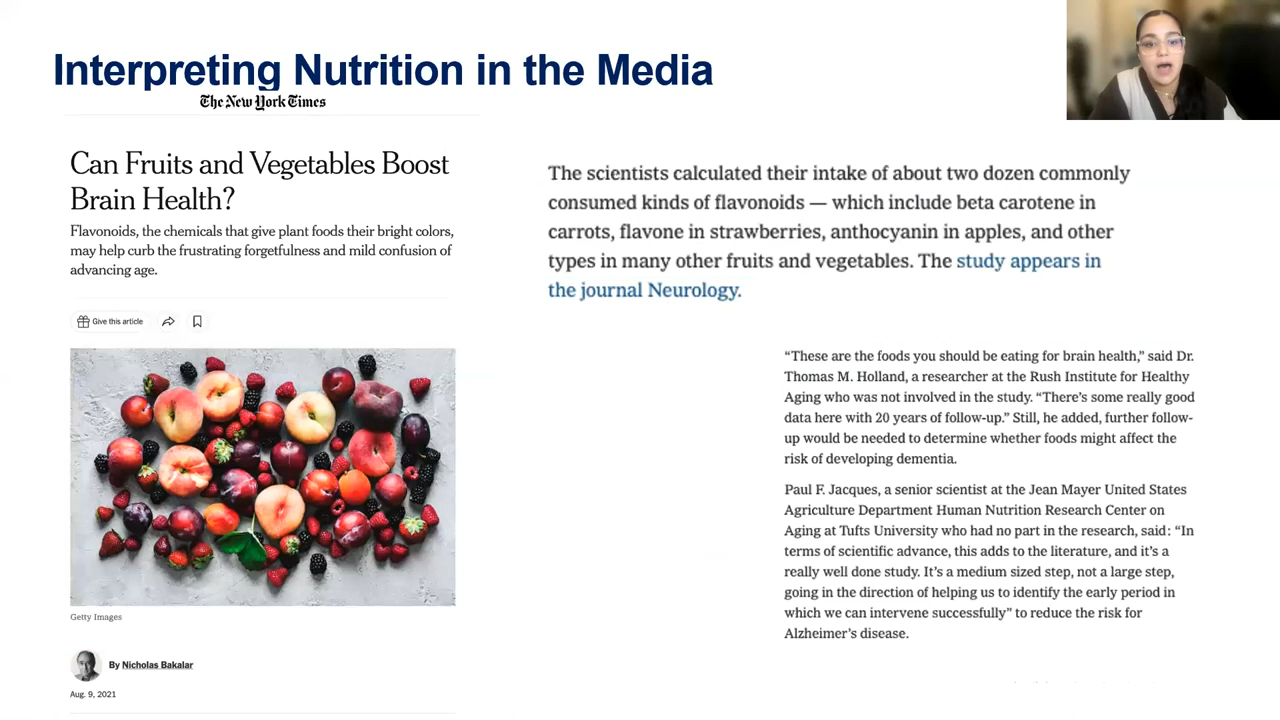 Interpreting Nutrition in the Media
The New York Times
Can Fruits and Vegetables Boost
Brain Health?
Flavonoids, the chemicals that give plant foods their bright colors,
may help curb the frustrating forgetfulness and mild confusion of
advancing age.
Give this article
Getty Images
By Nicholas Bakalar
Aug. 9, 2021
The scientists calculated their intake of about two dozen commonly
consumed kinds of flavonoids — which include beta carotene in
carrots, flavone in strawberries, anthocyanin in apples, and other
types in many other fruits and vegetables. The study appears in
the journal Neurology.
“These are the foods you should be eating for brain health,” said Dr.
Thomas M. Holland, a researcher at the Rush Institute for Healthy
Aging who was not involved in the study. “There’s some really good
data here with 20 years of follow-up.” Still, he added, further follow-
up would be needed to determine whether foods might affect the
risk of developing dementia.
Paul F. Jacques, a senior scientist at the Jean Mayer United States
Agriculture Department Human Nutrition Research Center on
Aging at Tufts University who had no part in the research, said: “In
terms of scientific advance, this adds to the literature, and it’s a
really well done study. It’s a medium sized step, not a large step,
going in the direction of helping us to identify the early period in
which we can intervene successfully” to reduce the risk for
Alzheimer’s disease.